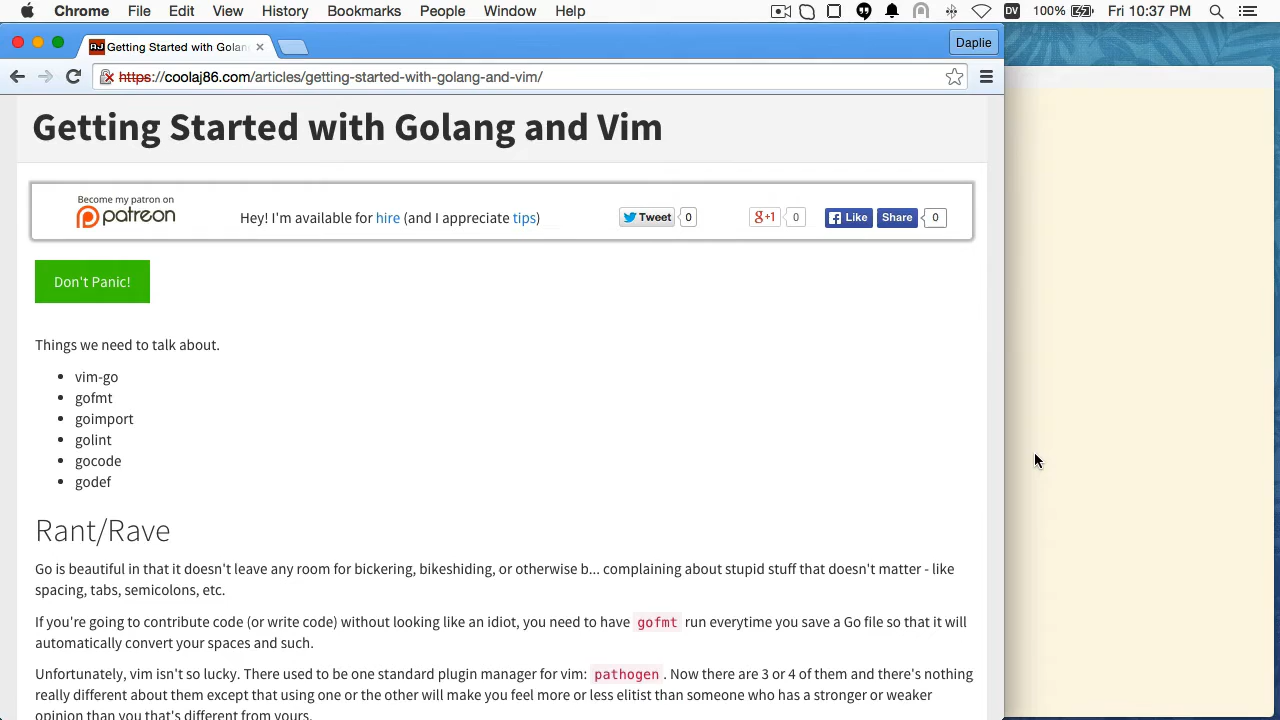 Chrome File Edit View History Bookmarks People Window Help DV 100% Fri 10:37 PM
AJ Getting Started with Golan Daplie
https://coolaj86.com/articles/getting-started-with-golang-and-vim/
Getting Started with Golang and Vim
Become my patron on
patreon
Hey! I'm available for hire (and I appreciate tips)
Tweet 0 g+1 0 Like Share 0
Don't Panic!
Things we need to talk about.
• vim-go
• gofmt
• goimport
• golint
• gocode
• godef
Rant/Rave
Go is beautiful in that it doesn't leave any room for bickering, bikeshiding, or otherwise b... complaining about stupid stuff that doesn't matter - like
spacing, tabs, semicolons, etc.
If you're going to contribute code (or write code) without looking like an idiot, you need to have gofmt run everytime you save a Go file so that it will
automatically convert your spaces and such.
Unfortunately, vim isn't so lucky. There used to be one standard plugin manager for vim: pathogen. Now there are 3 or 4 of them and there's nothing
really different about them except that using one or the other will make you feel more or less elitist than someone who has a stronger or weaker
opinion than you that's different from yours.